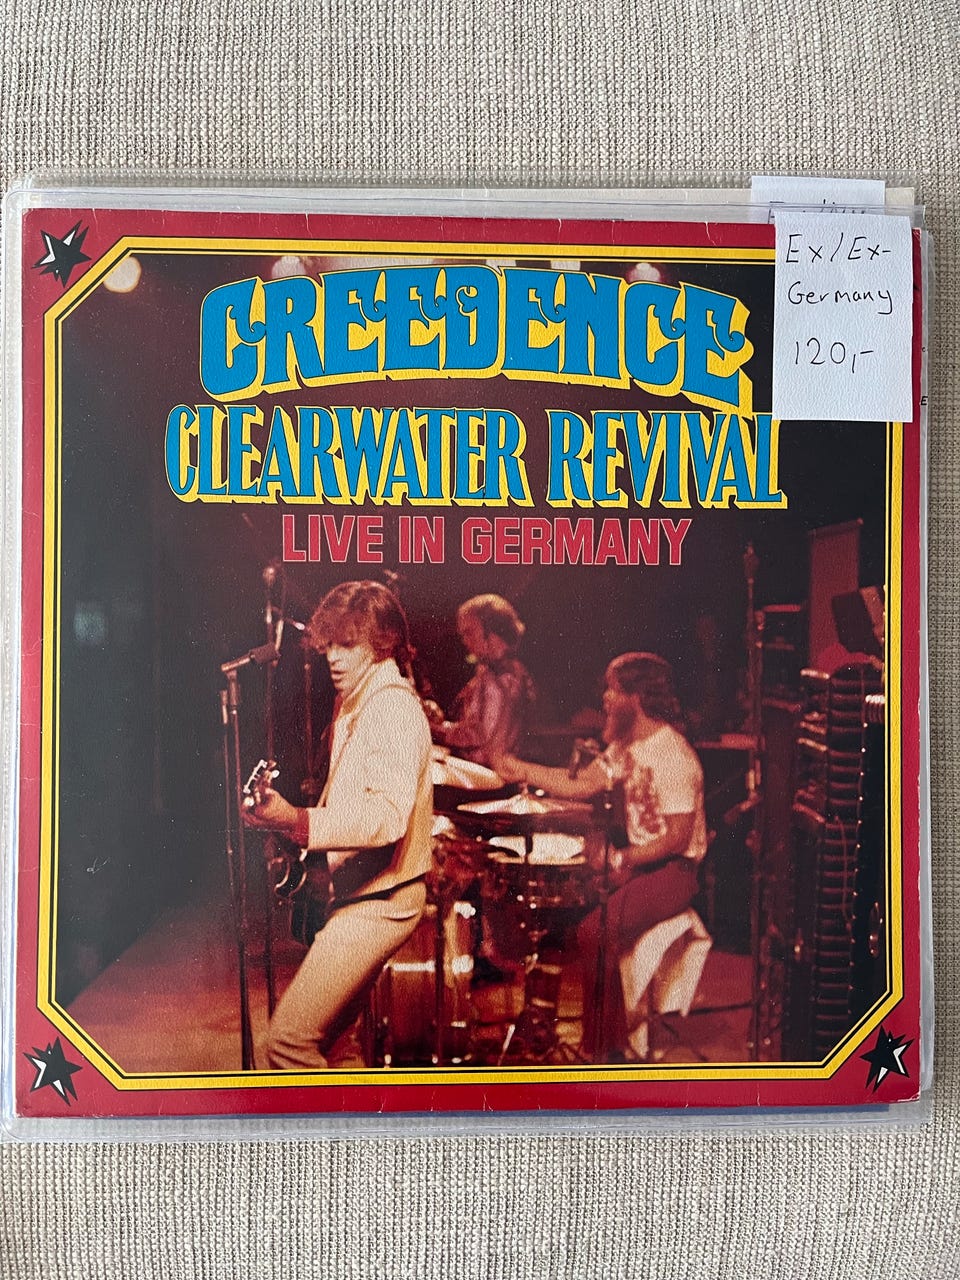 CREEDENCE
CLEARWATER REVIVAL
LIVE IN GERMANY
Ex/Ex-
Germany
120,-